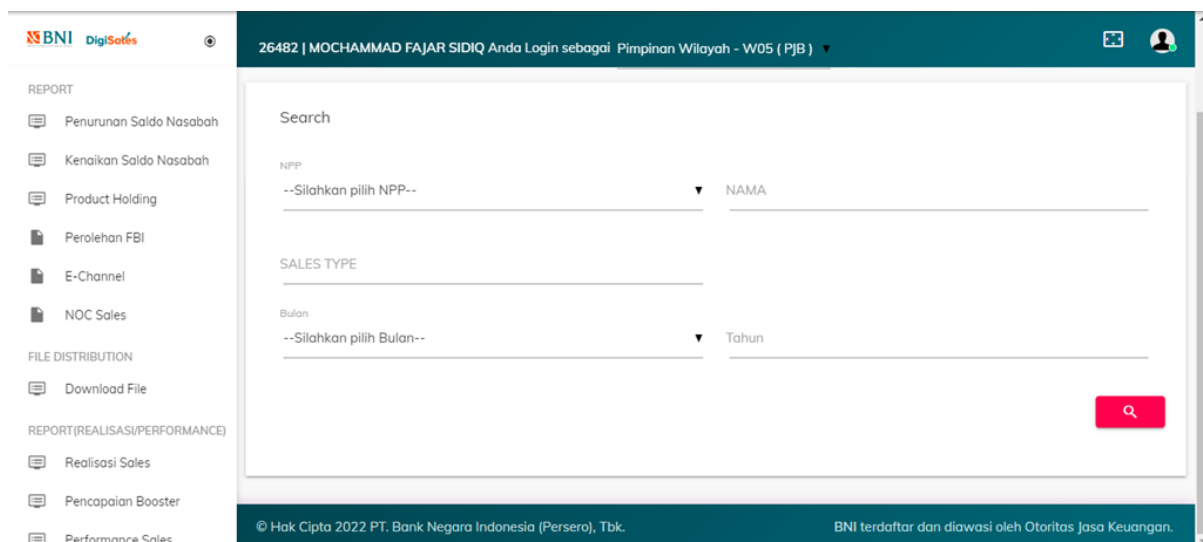 BNI DigiSales
26482 | MOCHAMMAD FAJAR SIDIQ Anda Login sebagai Pimpinan Wilayah - W05 ( PJB )
REPORT
Penurunan Saldo Nasabah
Kenaikan Saldo Nasabah
Product Holding
Perolehan FBI
E-Channel
NOC Sales
FILE DISTRIBUTION
Download File
REPORT(REALISASI/PERFORMANCE)
Realisasi Sales
Pencapaian Booster
Performance Sales
Search
NPP
--Silahkan pilih NPP--
NAMA
SALES TYPE
Bulan
--Silahkan pilih Bulan--
Tahun
© Hak Cipta 2022 PT. Bank Negara Indonesia (Persero), Tbk.
BNI terdaftar dan diawasi oleh Otoritas Jasa Keuangan.